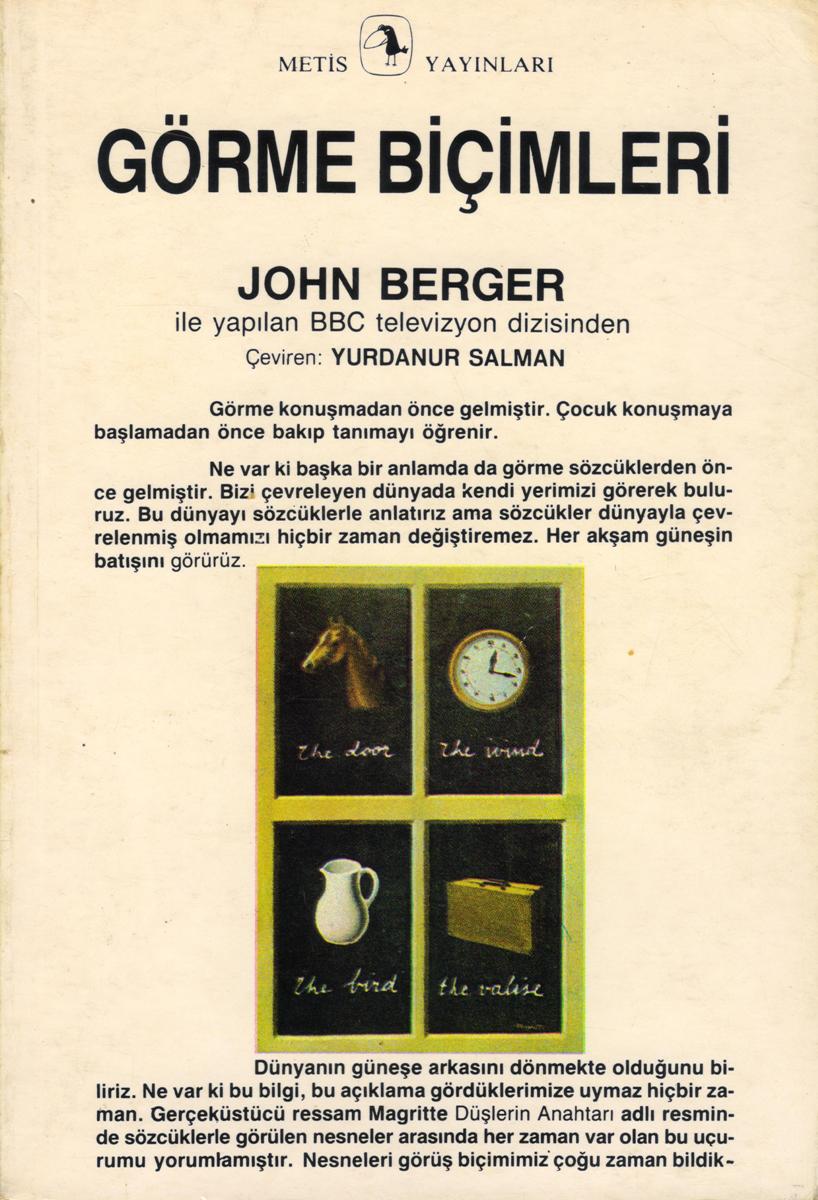 METİS YAYINLARI
GÖRME BİÇİMLERİ
JOHN BERGER
ile yapılan BBC televizyon dizisinden
Çeviren: YURDANUR SALMAN
Görme konuşmadan önce gelmiştir. Çocuk konuşmaya
başlamadan önce bakıp tanımayı öğrenir.
Ne var ki başka bir anlamda da görme sözcüklerden ön-
ce gelmiştir. Bizi çevreleyen dünyada kendi yerimizi görerek bulu-
ruz. Bu dünyayı sözcüklerle anlatırız ama sözcükler dünyayla çev-
relenmiş olmamızı hiçbir zaman değiştiremez. Her akşam güneşin
batışını görürüz.
the door
the wind
The bird
the valise
Dünyanın güneşe arkasını dönmekte olduğunu bi-
liriz. Ne var ki bu bilgi, bu açıklama gördüklerimize uymaz hiçbir za-
man. Gerçeküstücü ressam Magritte Düşlerin Anahtarı adlı resmin-
de sözcüklerle görülen nesneler arasında her zaman var olan bu uçu-
rumu yorumlamıştır. Nesneleri görüş biçimimiz çoğu zaman bildik-